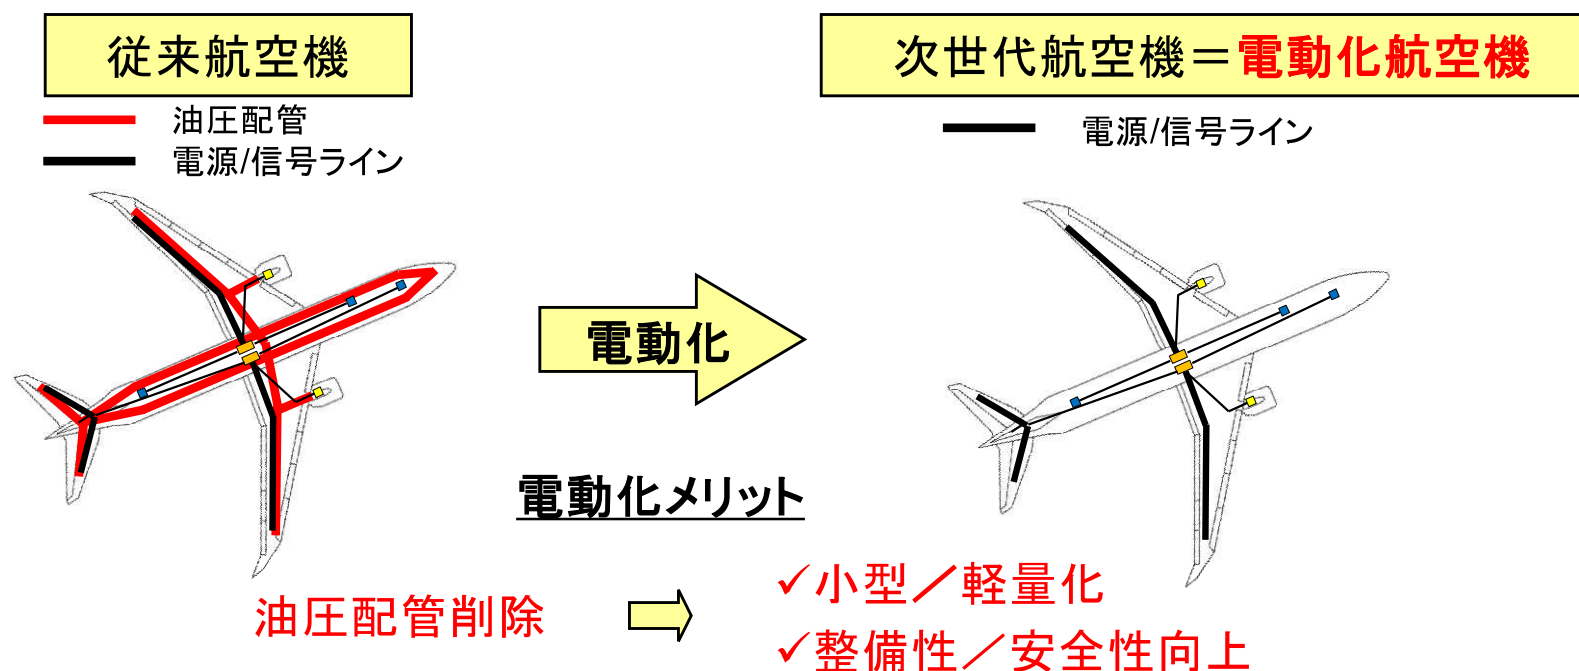 従来航空機
油圧配管
電源/信号ライン
次世代航空機＝電動化航空機
電源/信号ライン
電動化
電動化メリット
油圧配管削除
✓小型／軽量化
✓整備性／安全性向上